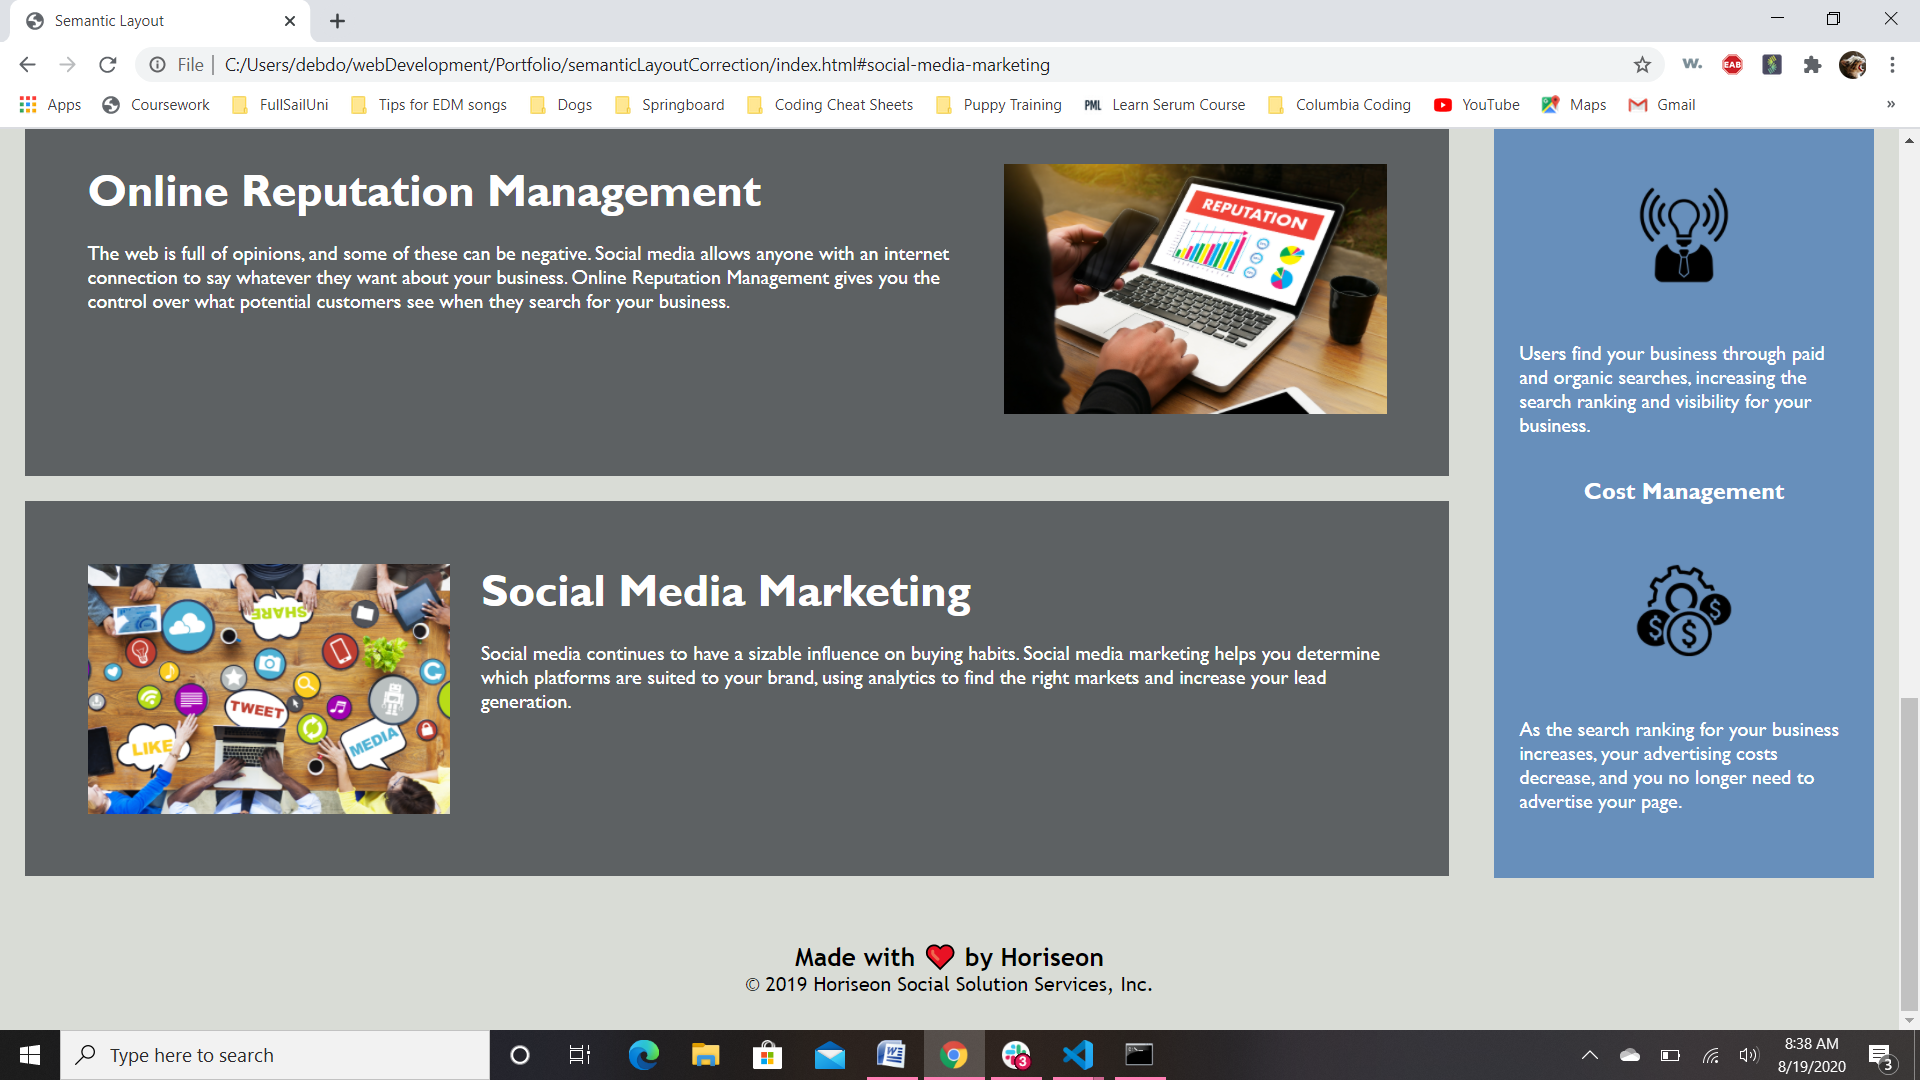 Semantic Layout
File
C:/Users/debdo/webDevelopment/Portfolio/semanticLayoutCorrection/index.html#social-media-marketing
W.
EAB
Apps
Coursework
FullSailUni
Tips for EDM songs
Dogs
Springboard
Coding Cheat Sheets
Puppy Training
PML
Learn Serum Course
Columbia Coding
YouTube
Maps
Gmail
»
Online Reputation Management
The web is full of opinions, and some of these can be negative. Social media allows anyone with an internet
connection to say whatever they want about your business. Online Reputation Management gives you the
control over what potential customers see when they search for your business.
REPUTATION
SHARE
TWEET
LIKE
MEDIA
Social Media Marketing
Social media continues to have a sizable influence on buying habits. Social media marketing helps you determine
which platforms are suited to your brand, using analytics to find the right markets and increase your lead
generation.
Users find your business through paid
and organic searches, increasing the
search ranking and visibility for your
business.
Cost Management
$
$
$
As the search ranking for your business
increases, your advertising costs
decrease, and you no longer need to
advertise your page.
Made with ❤ by Horiseon
© 2019 Horiseon Social Solution Services, Inc.
Type here to search
W
3
8:38 AM
8/19/2020
3